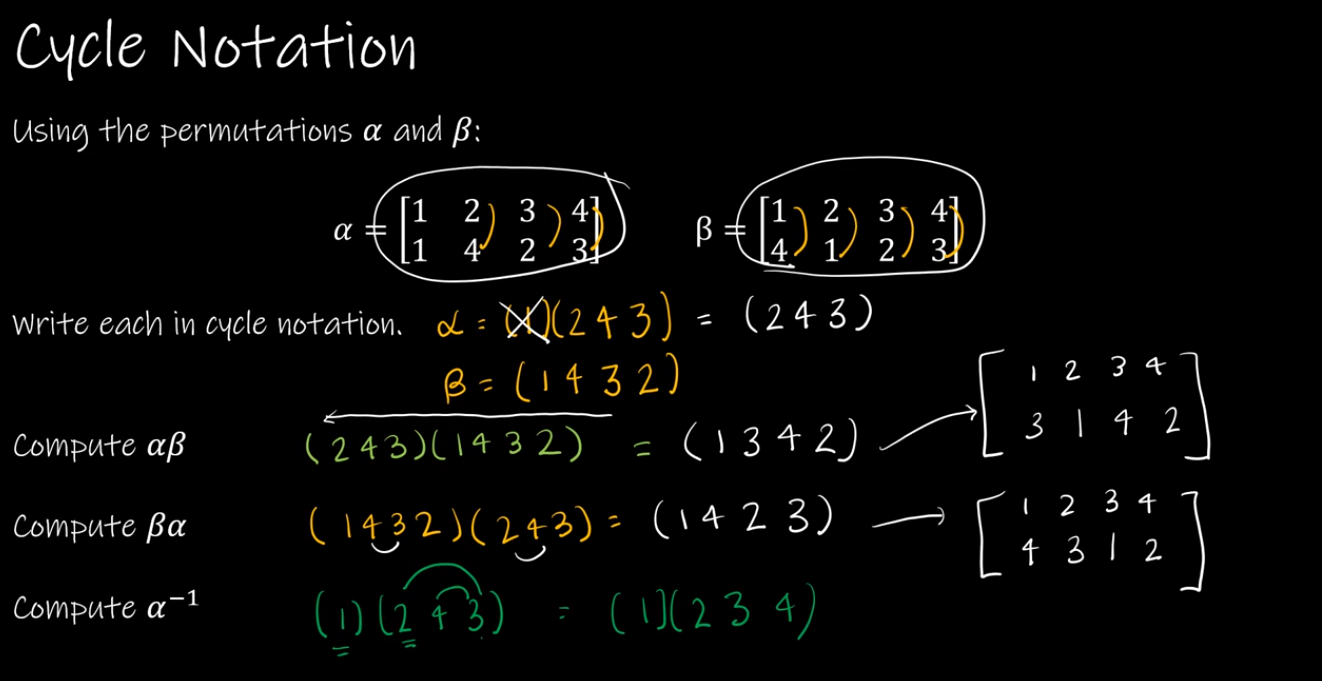 Cycle Notation
Using the permutations α and β:
α = [1 2 3 4] β = [1 2 3 4]
[1 4 2 3] [4 1 2 3]
Write each in cycle notation. α = (1)(2 4 3) = (2 4 3)
β = (1 4 3 2)
Compute αβ (2 4 3)(1 4 3 2) = (1 3 4 2) → [1 2 3 4
3 1 4 2]
Compute βα (1 4 3 2)(2 4 3) = (1 4 2 3) → [1 2 3 4
4 3 1 2]
Compute α⁻¹ (1)(2 4 3) = (1)(2 3 4)